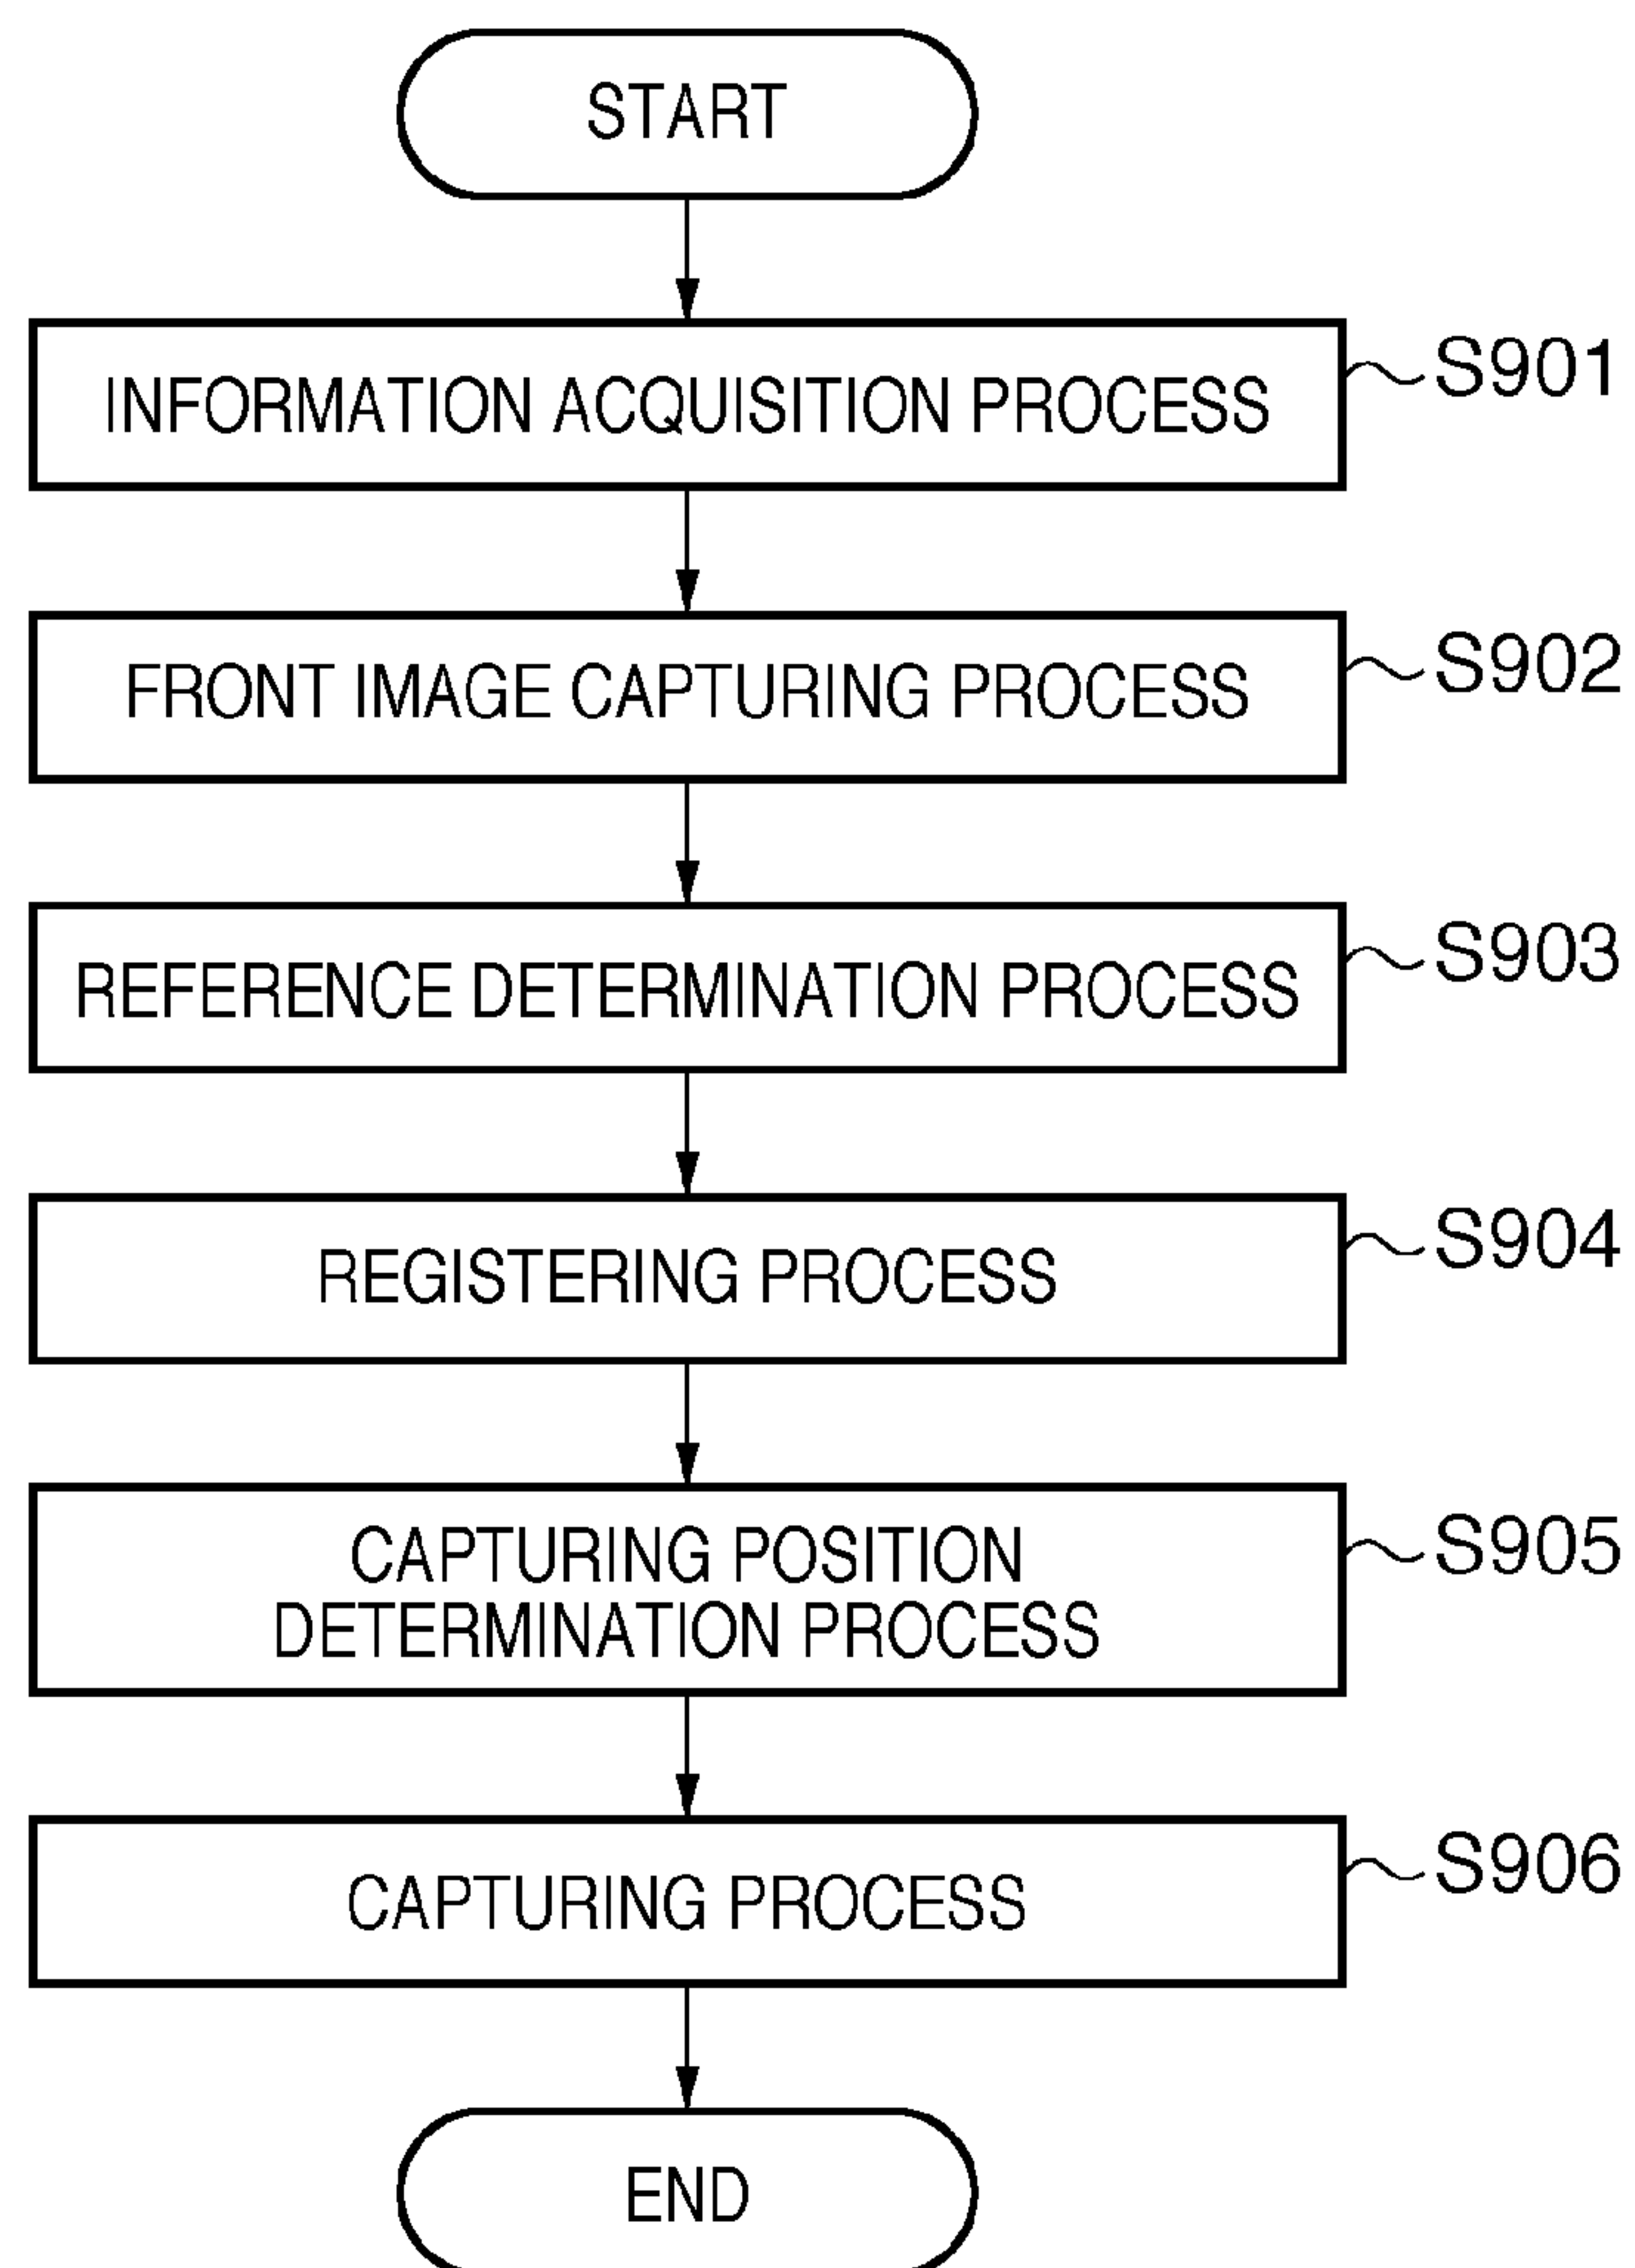 START
INFORMATION ACQUISITION PROCESS
S901
FRONT IMAGE CAPTURING PROCESS
S902
REFERENCE DETERMINATION PROCESS
S903
REGISTERING PROCESS
S904
CAPTURING POSITION
DETERMINATION PROCESS
S905
CAPTURING PROCESS
S906
END